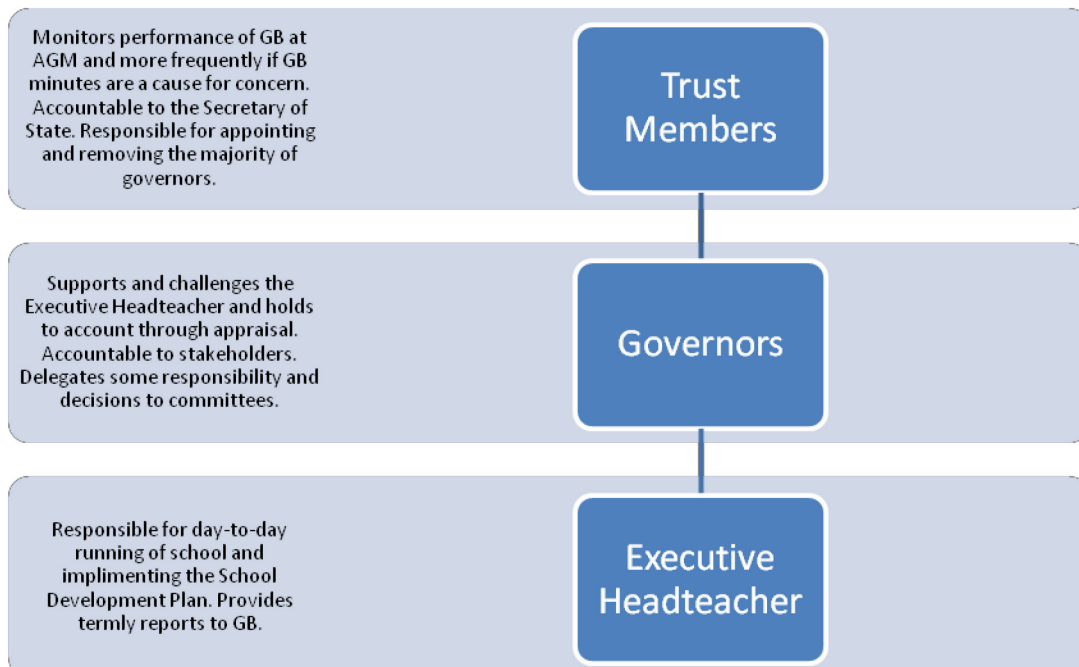 Monitors performance of GB at
AGM and more frequently if GB
minutes are a cause for concern.
Accountable to the Secretary of
State. Responsible for appointing
and removing the majority of
governors.
Trust
Members
Supports and challenges the
Executive Headteacher and holds
to account through appraisal.
Accountable to stakeholders.
Delegates some responsibility and
decisions to committees.
Governors
Responsible for day-to-day
running of school and
implimenting the School
Development Plan. Provides
termly reports to GB.
Executive
Headteacher